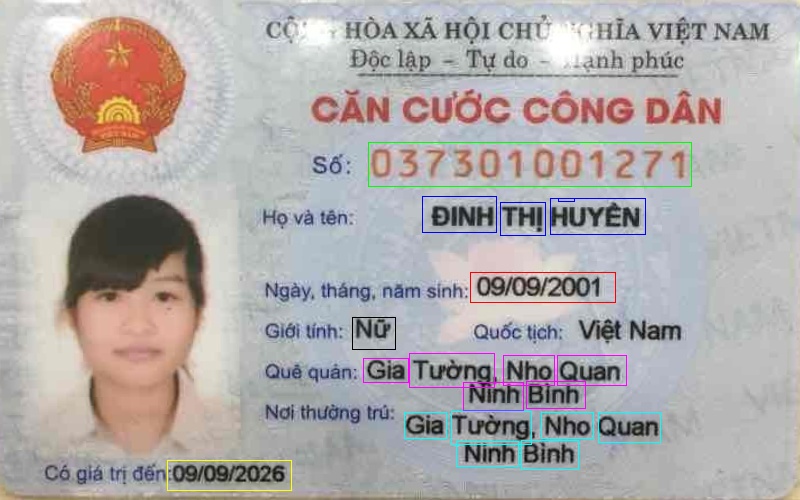 CỘNG HÒA XÃ HỘI CHỦ NGHĨA VIỆT NAM
Độc lập - Tự do - Hạnh phúc
CĂN CƯỚC CÔNG DÂN
Số: 037301001271
Họ và tên: ĐINH THỊ HUYÊN
Ngày, tháng, năm sinh: 09/09/2001
Giới tính: Nữ Quốc tịch: Việt Nam
Quê quán: Gia Tường, Nho Quan
Ninh Bình
Nơi thường trú: Gia Tường, Nho Quan
Ninh Bình
Có giá trị đến: 09/09/2026